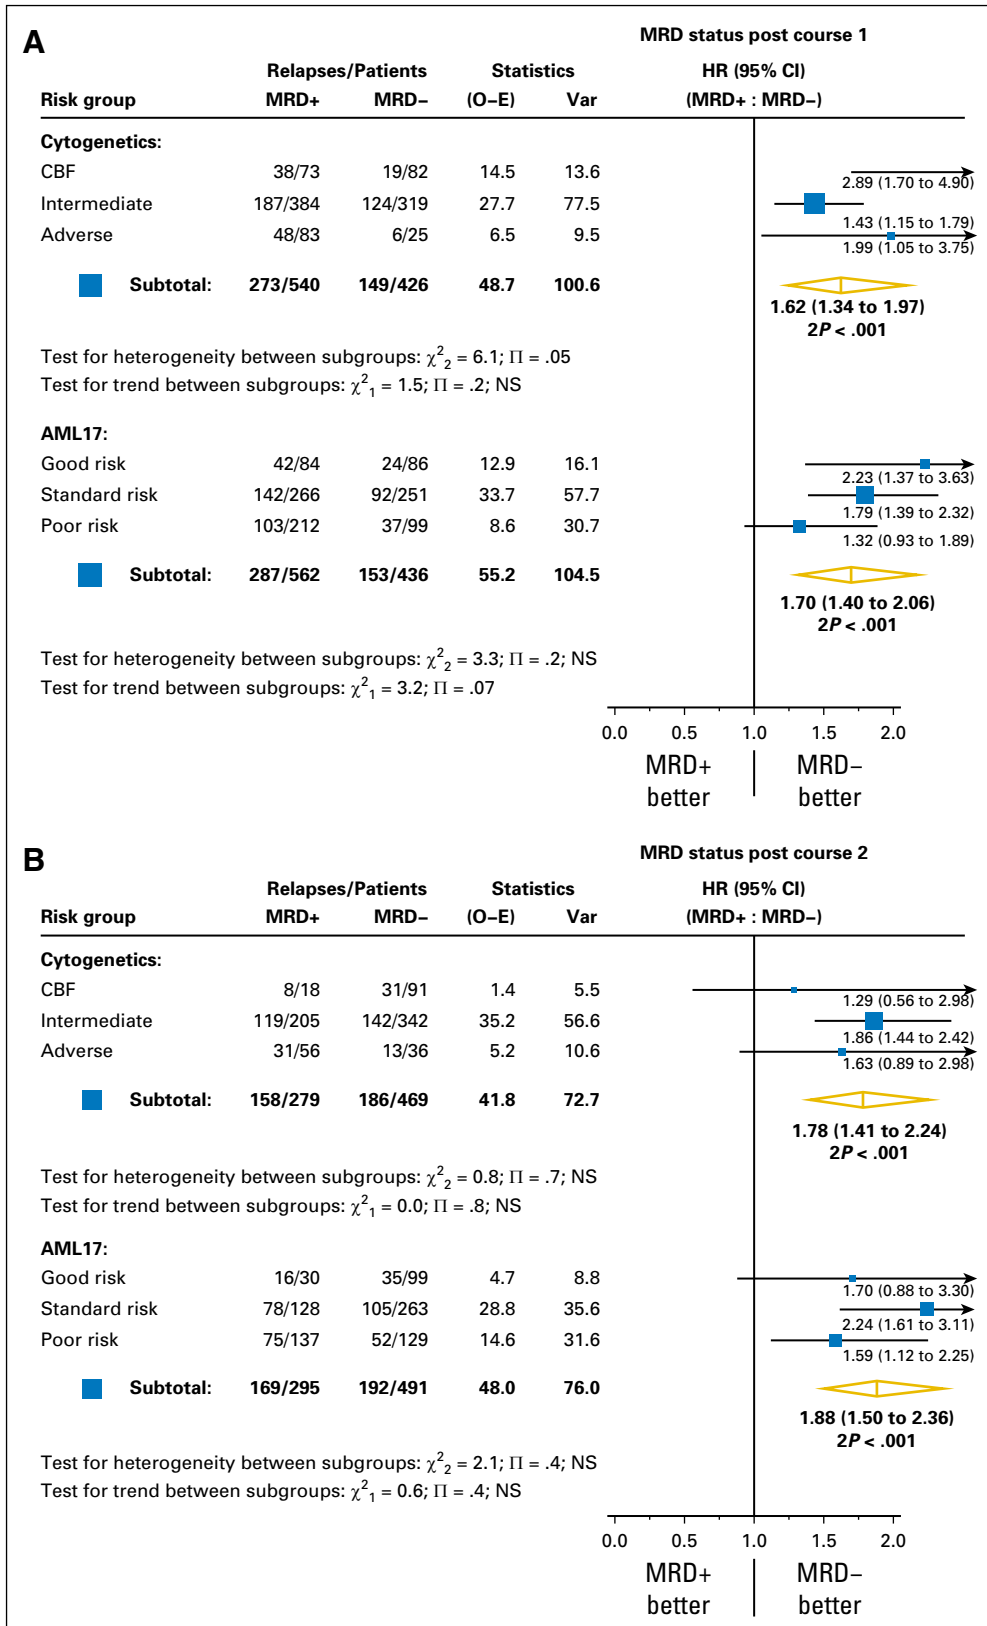 A
MRD status post course 1
Relapses/Patients Statistics HR (95% CI)
Risk group MRD+ MRD− (O−E) Var (MRD+ : MRD−)
Cytogenetics:
CBF 38/73 19/82 14.5 13.6 2.89 (1.70 to 4.90)
Intermediate 187/384 124/319 27.7 77.5 1.43 (1.15 to 1.79)
Adverse 48/83 6/25 6.5 9.5 1.99 (1.05 to 3.75)
Subtotal: 273/540 149/426 48.7 100.6 1.62 (1.34 to 1.97)
2P < .001
Test for heterogeneity between subgroups: χ²₂ = 6.1; Π = .05
Test for trend between subgroups: χ²₁ = 1.5; Π = .2; NS
AML17:
Good risk 42/84 24/86 12.9 16.1 2.23 (1.37 to 3.63)
Standard risk 142/266 92/251 33.7 57.7 1.79 (1.39 to 2.32)
Poor risk 103/212 37/99 8.6 30.7 1.32 (0.93 to 1.89)
Subtotal: 287/562 153/436 55.2 104.5 1.70 (1.40 to 2.06)
2P < .001
Test for heterogeneity between subgroups: χ²₂ = 3.3; Π = .2; NS
Test for trend between subgroups: χ²₁ = 3.2; Π = .07
0.0 0.5 1.0 1.5 2.0
MRD+ MRD−
better better
B
MRD status post course 2
Relapses/Patients Statistics HR (95% CI)
Risk group MRD+ MRD− (O−E) Var (MRD+ : MRD−)
Cytogenetics:
CBF 8/18 31/91 1.4 5.5 1.29 (0.56 to 2.98)
Intermediate 119/205 142/342 35.2 56.6 1.86 (1.44 to 2.42)
Adverse 31/56 13/36 5.2 10.6 1.63 (0.89 to 2.98)
Subtotal: 158/279 186/469 41.8 72.7 1.78 (1.41 to 2.24)
2P < .001
Test for heterogeneity between subgroups: χ²₂ = 0.8; Π = .7; NS
Test for trend between subgroups: χ²₁ = 0.0; Π = .8; NS
AML17:
Good risk 16/30 35/99 4.7 8.8 1.70 (0.88 to 3.30)
Standard risk 78/128 105/263 28.8 35.6 2.24 (1.61 to 3.11)
Poor risk 75/137 52/129 14.6 31.6 1.59 (1.12 to 2.25)
Subtotal: 169/295 192/491 48.0 76.0 1.88 (1.50 to 2.36)
2P < .001
Test for heterogeneity between subgroups: χ²₂ = 2.1; Π = .4; NS
Test for trend between subgroups: χ²₁ = 0.6; Π = .4; NS
0.0 0.5 1.0 1.5 2.0
MRD+ MRD−
better better